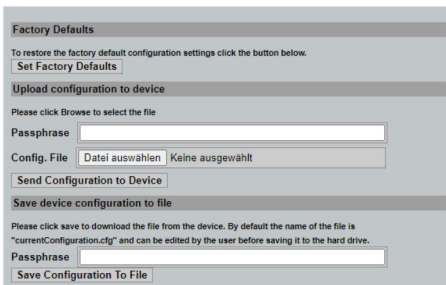 Factory Defaults
To restore the factory default configuration settings click the button below.
Set Factory Defaults
Upload configuration to device
Please click Browse to select the file
Passphrase
Config. File Datei auswählen Keine ausgewählt
Send Configuration to Device
Save device configuration to file
Please click save to download the file from the device. By default the name of the file is
"currentConfiguration.cfg" and can be edited by the user before saving it to the hard drive.
Passphrase
Save Configuration To File